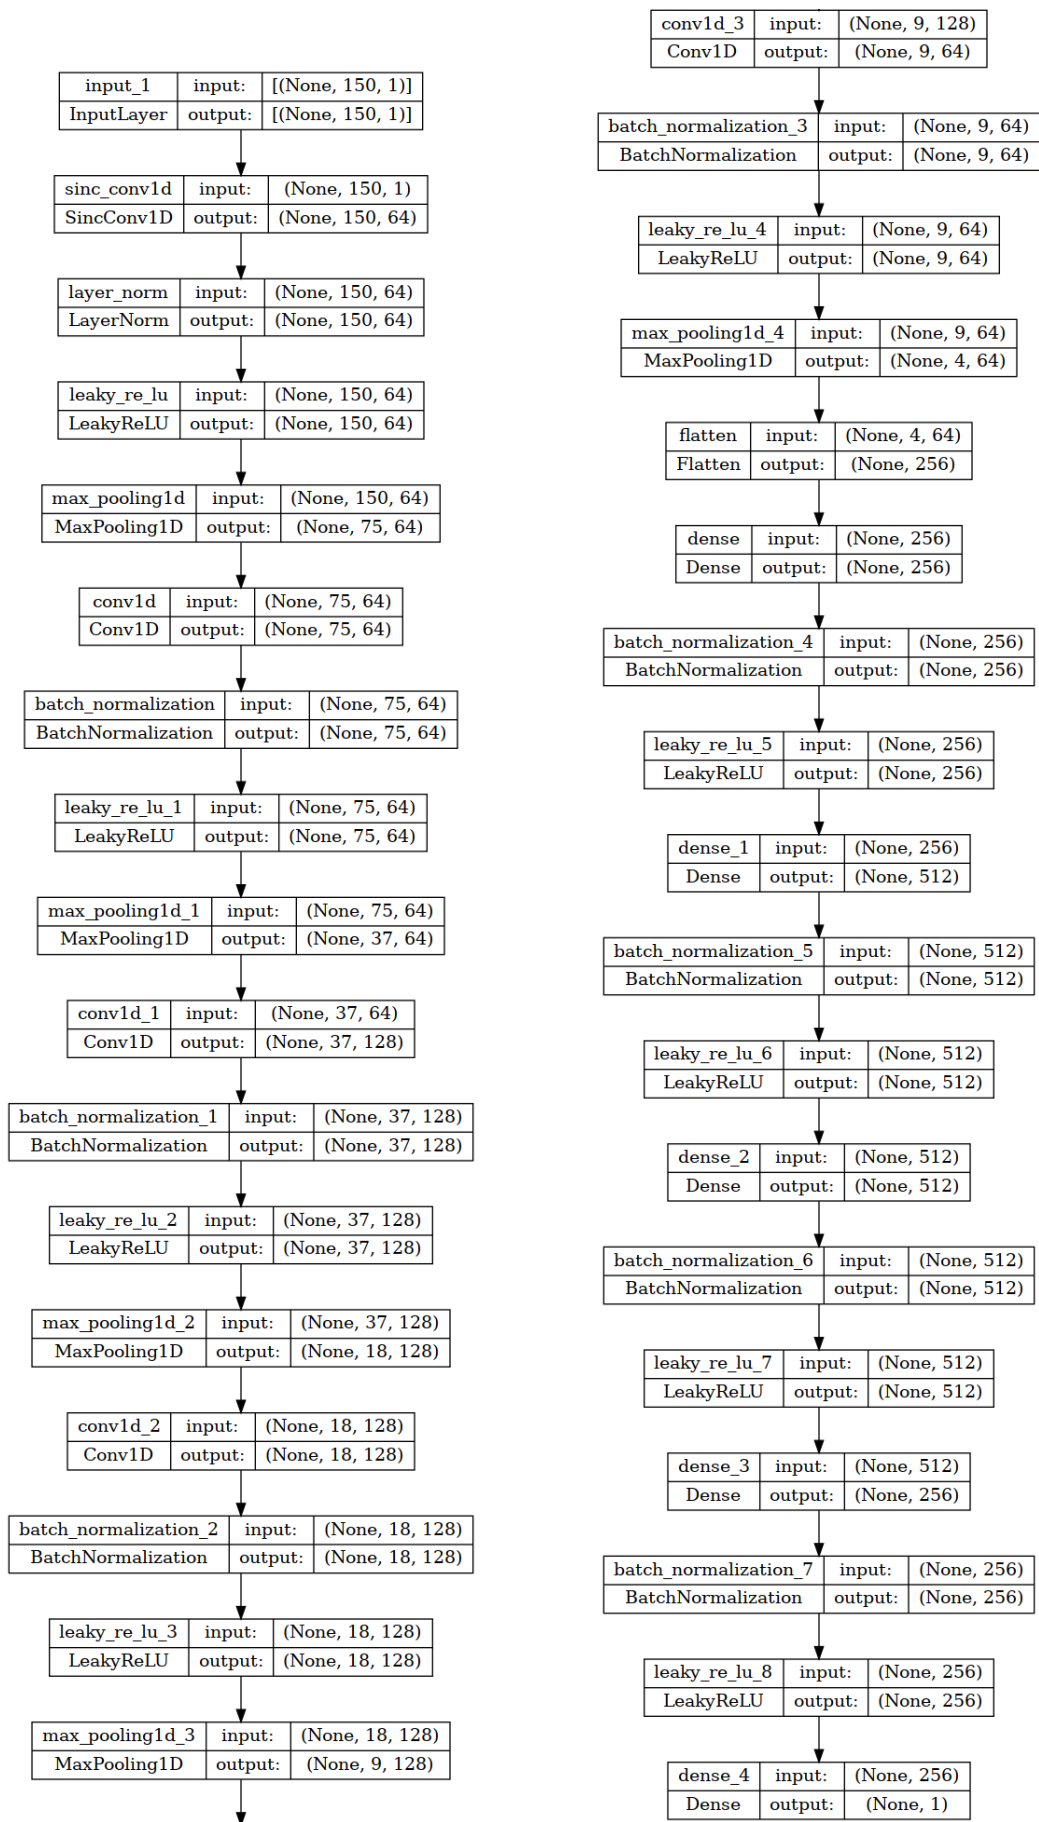 input_1 input: [(None, 150, 1)]
InputLayer output: [(None, 150, 1)]
sinc_conv1d input: (None, 150, 1)
SincConv1D output: (None, 150, 64)
layer_norm input: (None, 150, 64)
LayerNorm output: (None, 150, 64)
leaky_re_lu input: (None, 150, 64)
LeakyReLU output: (None, 150, 64)
max_pooling1d input: (None, 150, 64)
MaxPooling1D output: (None, 75, 64)
conv1d input: (None, 75, 64)
Conv1D output: (None, 75, 64)
batch_normalization input: (None, 75, 64)
BatchNormalization output: (None, 75, 64)
leaky_re_lu_1 input: (None, 75, 64)
LeakyReLU output: (None, 75, 64)
max_pooling1d_1 input: (None, 75, 64)
MaxPooling1D output: (None, 37, 64)
conv1d_1 input: (None, 37, 64)
Conv1D output: (None, 37, 128)
batch_normalization_1 input: (None, 37, 128)
BatchNormalization output: (None, 37, 128)
leaky_re_lu_2 input: (None, 37, 128)
LeakyReLU output: (None, 37, 128)
max_pooling1d_2 input: (None, 37, 128)
MaxPooling1D output: (None, 18, 128)
conv1d_2 input: (None, 18, 128)
Conv1D output: (None, 18, 128)
batch_normalization_2 input: (None, 18, 128)
BatchNormalization output: (None, 18, 128)
leaky_re_lu_3 input: (None, 18, 128)
LeakyReLU output: (None, 18, 128)
max_pooling1d_3 input: (None, 18, 128)
MaxPooling1D output: (None, 9, 128)
conv1d_3 input: (None, 9, 128)
Conv1D output: (None, 9, 64)
batch_normalization_3 input: (None, 9, 64)
BatchNormalization output: (None, 9, 64)
leaky_re_lu_4 input: (None, 9, 64)
LeakyReLU output: (None, 9, 64)
max_pooling1d_4 input: (None, 9, 64)
MaxPooling1D output: (None, 4, 64)
flatten input: (None, 4, 64)
Flatten output: (None, 256)
dense input: (None, 256)
Dense output: (None, 256)
batch_normalization_4 input: (None, 256)
BatchNormalization output: (None, 256)
leaky_re_lu_5 input: (None, 256)
LeakyReLU output: (None, 256)
dense_1 input: (None, 256)
Dense output: (None, 512)
batch_normalization_5 input: (None, 512)
BatchNormalization output: (None, 512)
leaky_re_lu_6 input: (None, 512)
LeakyReLU output: (None, 512)
dense_2 input: (None, 512)
Dense output: (None, 512)
batch_normalization_6 input: (None, 512)
BatchNormalization output: (None, 512)
leaky_re_lu_7 input: (None, 512)
LeakyReLU output: (None, 512)
dense_3 input: (None, 512)
Dense output: (None, 256)
batch_normalization_7 input: (None, 256)
BatchNormalization output: (None, 256)
leaky_re_lu_8 input: (None, 256)
LeakyReLU output: (None, 256)
dense_4 input: (None, 256)
Dense output: (None, 1)